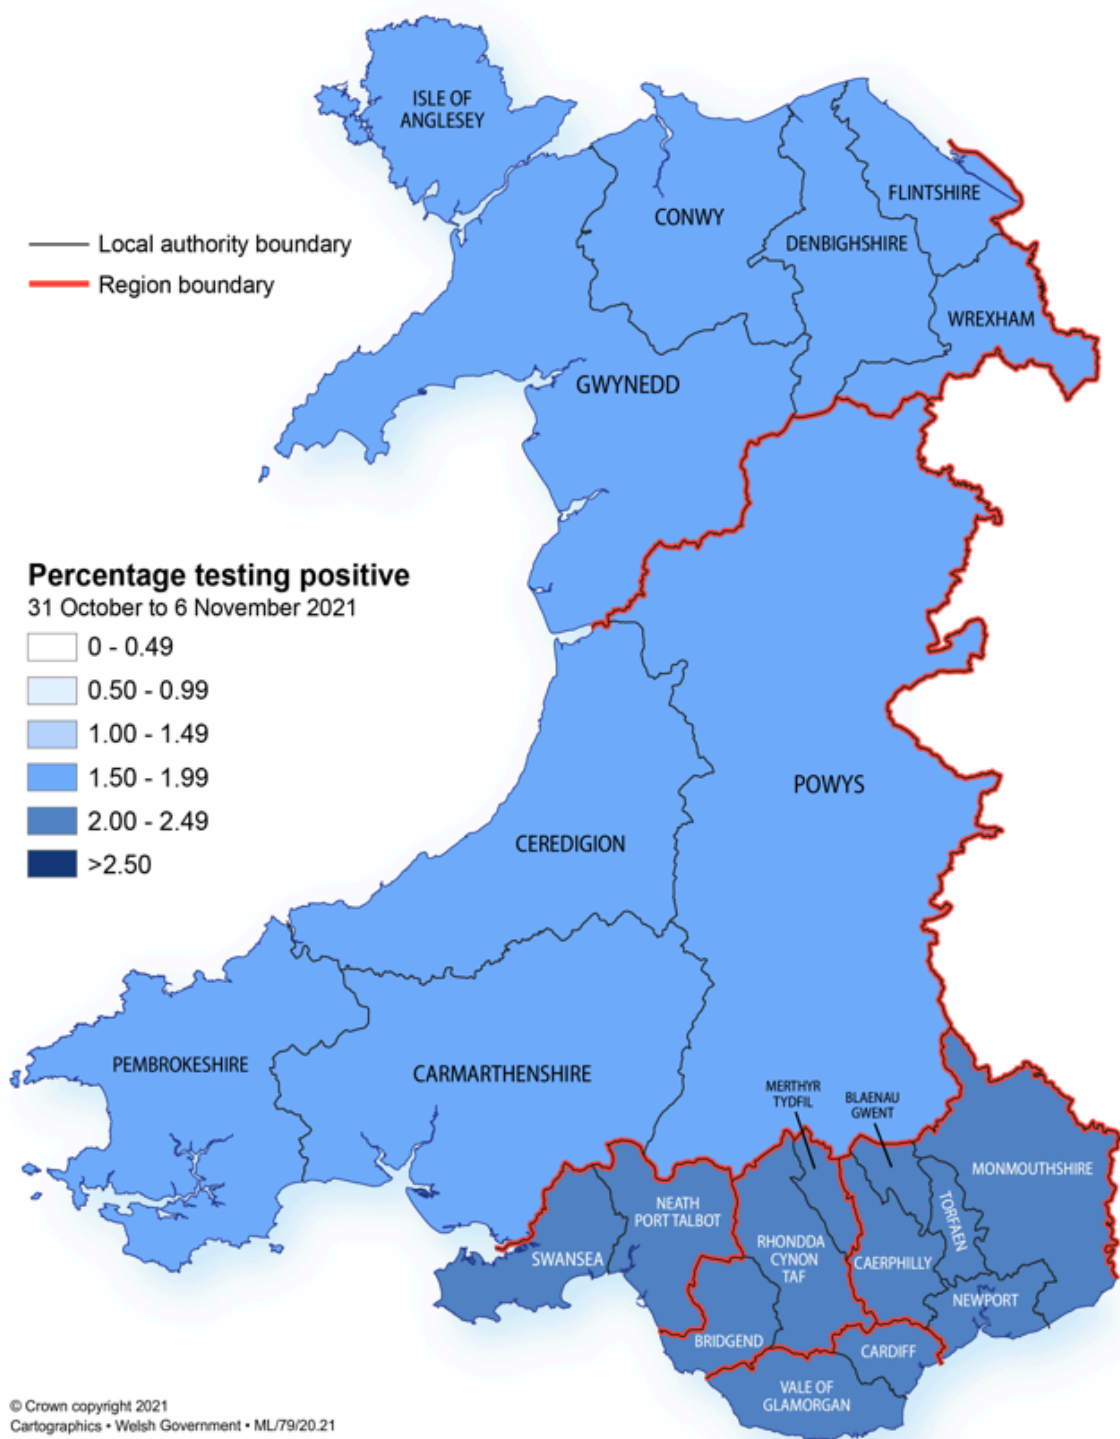 ISLE OF
ANGLESEY
FLINTSHIRE
CONWY
DENBIGHSHIRE
Local authority boundary
Region boundary
WREXHAM
GWYNEDD
Percentage testing positive
31 October to 6 November 2021
0 - 0.49
0.50 - 0.99
1.00 - 1.49
1.50 - 1.99
2.00 - 2.49
>2.50
POWYS
CEREDIGION
PEMBROKESHIRE
CARMARTHENSHIRE
MERTHYR
TYDFIL
BLAENAU
GWENT
MONMOUTHSHIRE
NEATH
PORT TALBOT
TORFAEN
SWANSEA
RHONDDA
CYNON
TAF
CAERPHILLY
NEWPORT
BRIDGEND
CARDIFF
VALE OF
GLAMORGAN
© Crown copyright 2021
Cartographics • Welsh Government • ML/79/20.21